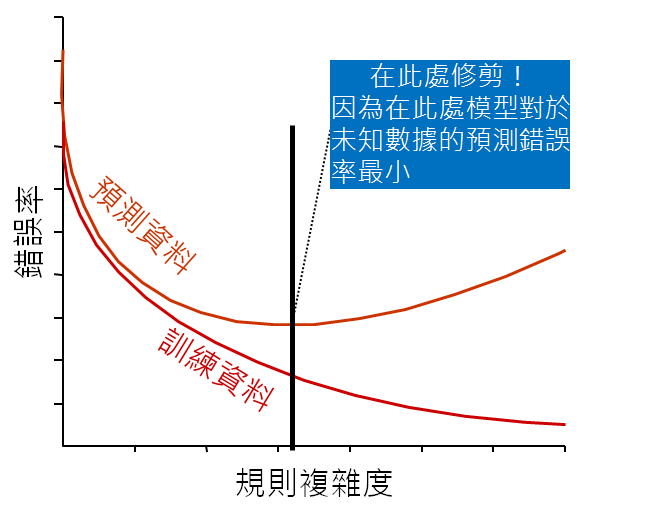 在此處修剪！
因為在此處模型對於
未知數據的預測錯誤
率最小
預測資料
錯誤率
訓練資料
規則複雜度